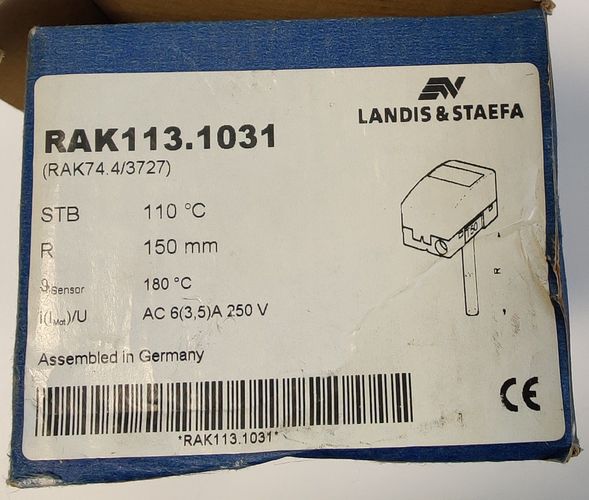 LANDIS & STAEFA
RAK113.1031
(RAK74.4/3727)
STB 110 °C
R 150 mm
ϑSensor 180 °C
i(IMot)/U AC 6(3,5)A 250 V
Assembled in Germany
*RAK113.1031*
R
CE